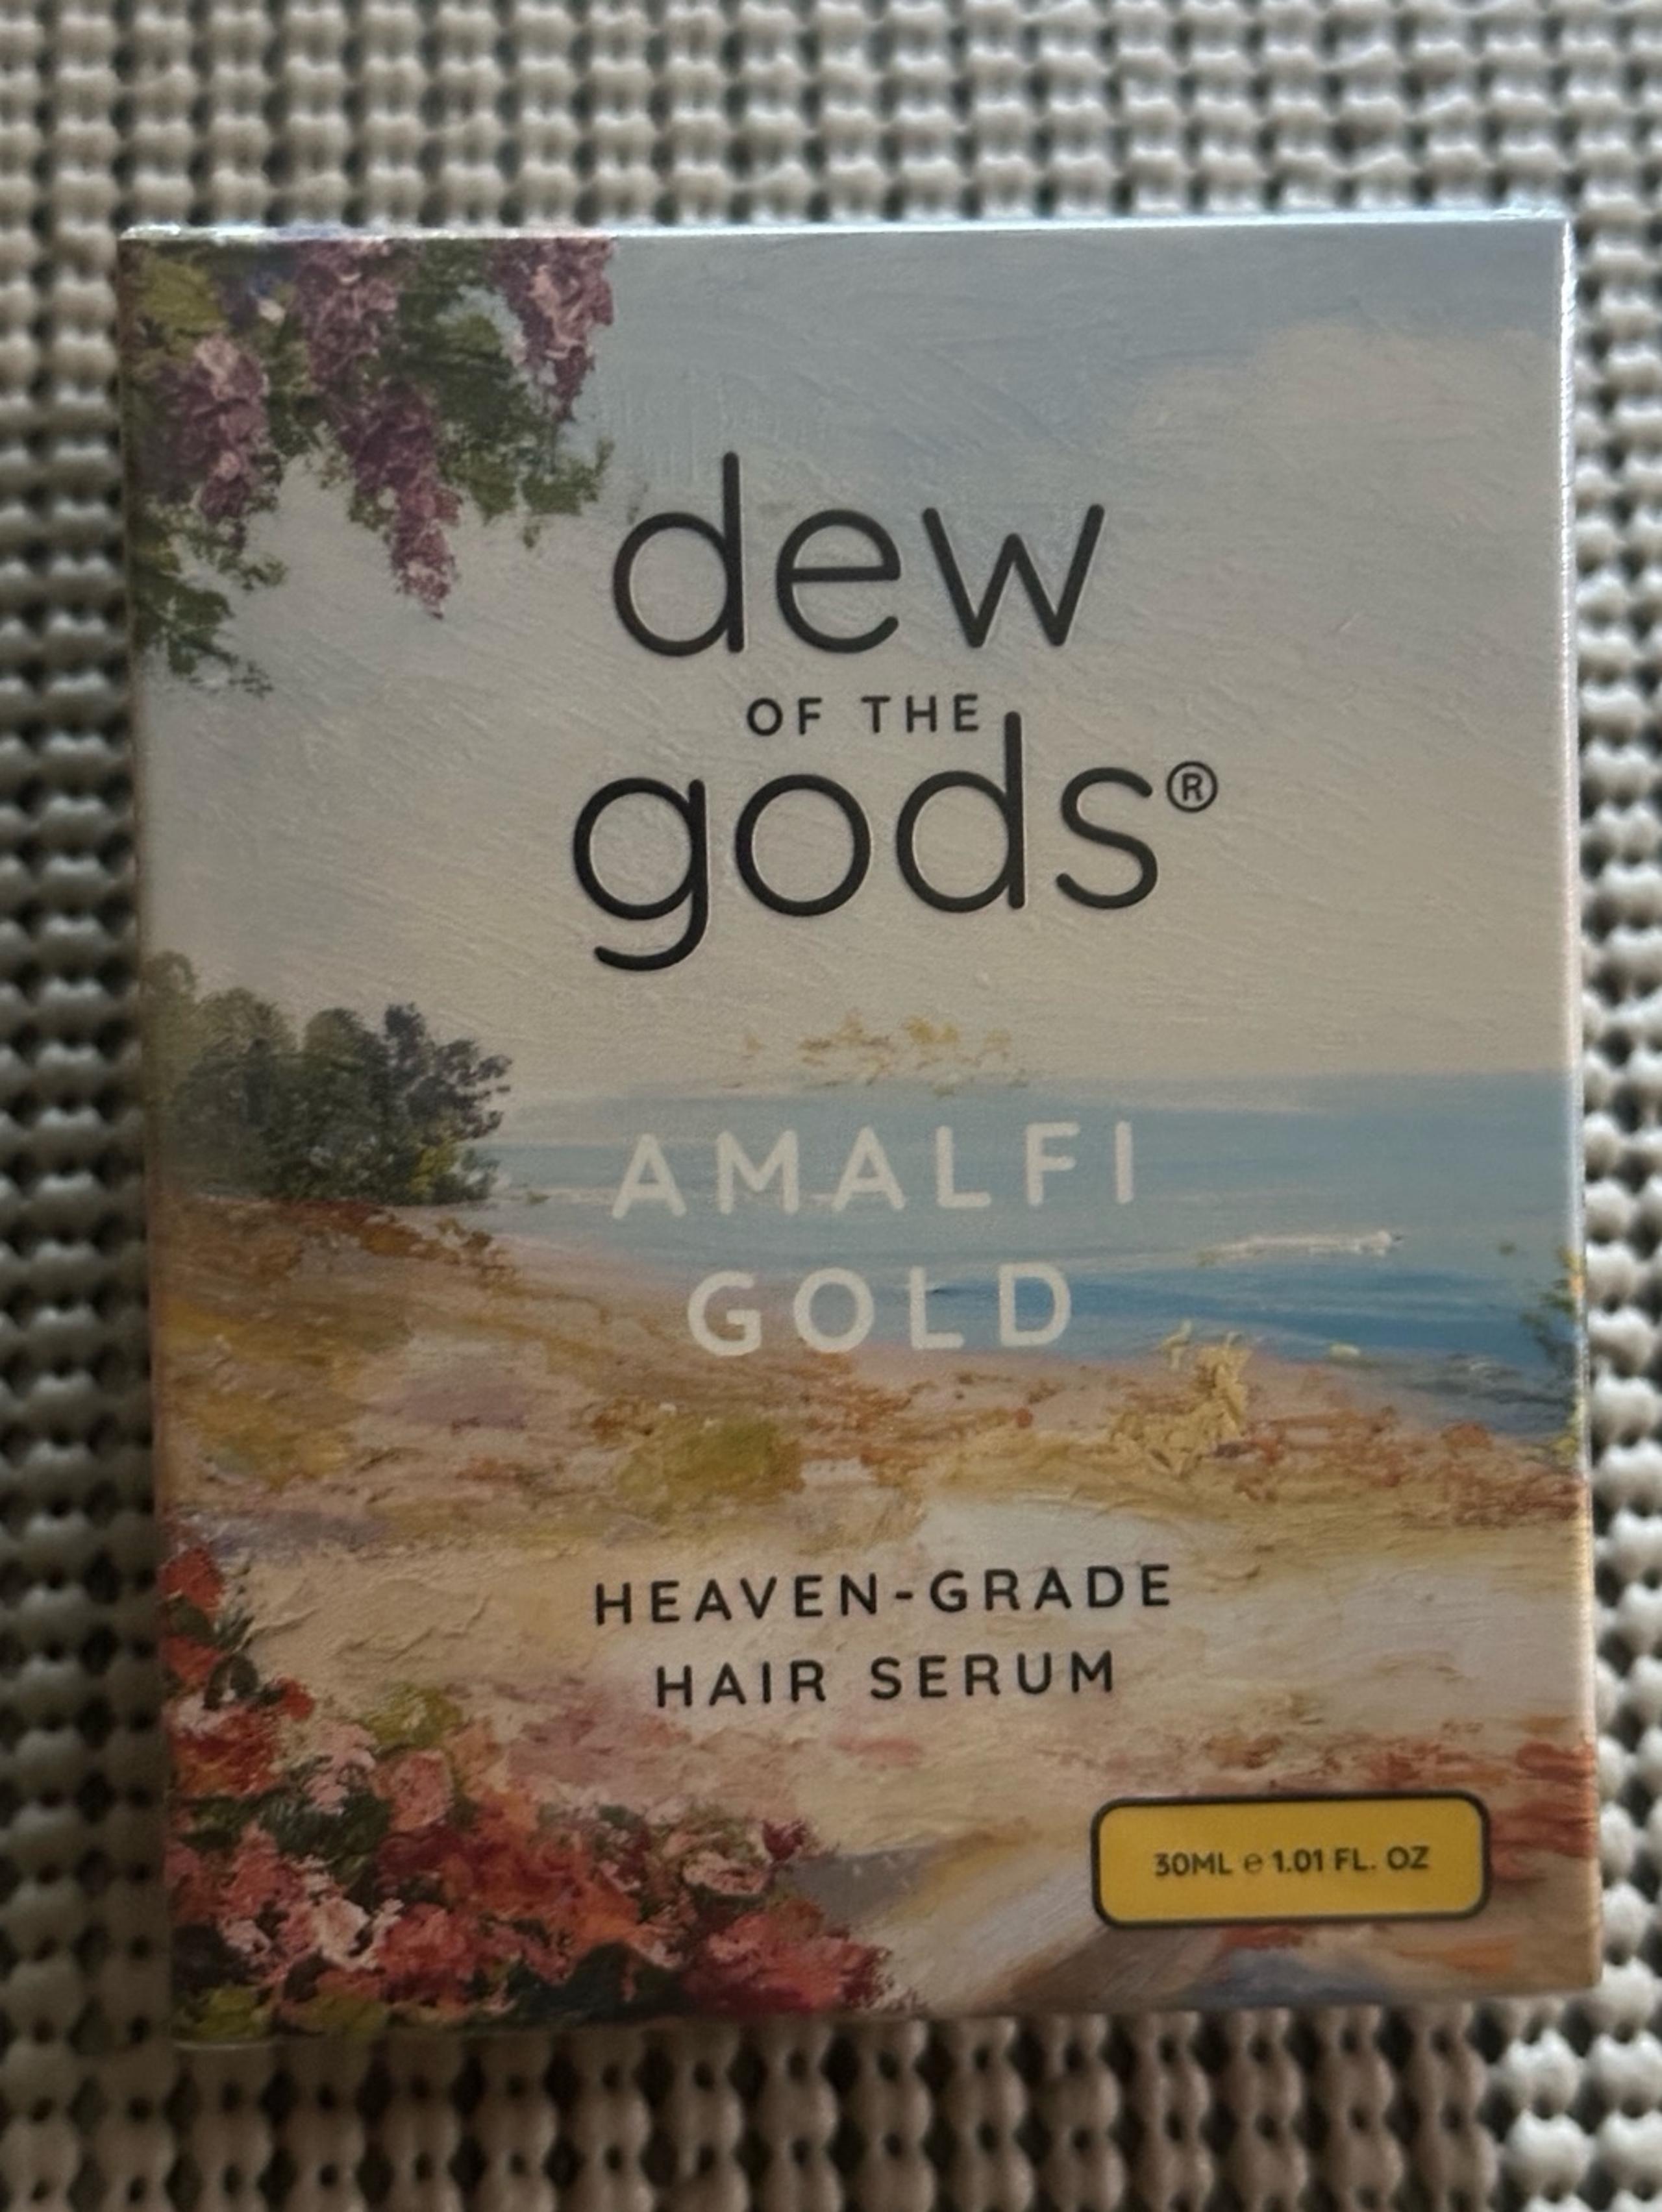 dew
OF THE
gods®
AMALFI
GOLD
HEAVEN-GRADE
HAIR SERUM
30ML ℮ 1.01 FL. OZ